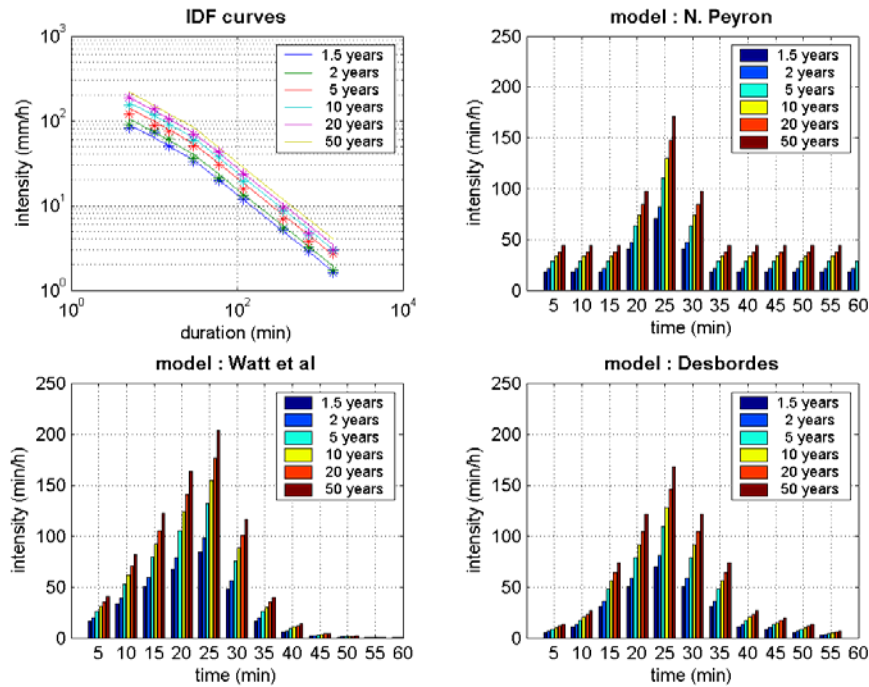 IDF curves
intensity (mm/h)
10^3
10^2
10^1
10^0
10^0
10^2
10^4
duration (min)
1.5 years
2 years
5 years
10 years
20 years
50 years
model : N. Peyron
intensity (min/h)
250
200
150
100
50
0
5 10 15 20 25 30 35 40 45 50 55 60
time (min)
1.5 years
2 years
5 years
10 years
20 years
50 years
model : Watt et al
intensity (min/h)
250
200
150
100
50
0
5 10 15 20 25 30 35 40 45 50 55 60
time (min)
1.5 years
2 years
5 years
10 years
20 years
50 years
model : Desbordes
intensity (min/h)
250
200
150
100
50
0
5 10 15 20 25 30 35 40 45 50 55 60
time (min)
1.5 years
2 years
5 years
10 years
20 years
50 years